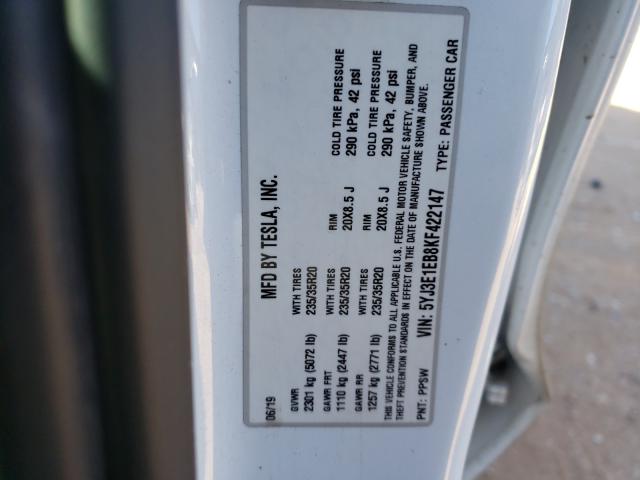 MFD BY TESLA, INC.
06/19
GVWR WITH TIRES RIM COLD TIRE PRESSURE
2301 kg (5072 lb) 235/35R20 20X8.5 J 290 kPa, 42 psi
GAWR FRT WITH TIRES RIM COLD TIRE PRESSURE
1110 kg (2447 lb) 235/35R20 20X8.5 J 290 kPa, 42 psi
GAWR RR WITH TIRES
1257 kg (2771 lb) 235/35R20
THIS VEHICLE CONFORMS TO ALL APPLICABLE U.S. FEDERAL MOTOR VEHICLE SAFETY, BUMPER, AND
THEFT PREVENTION STANDARDS IN EFFECT ON THE DATE OF MANUFACTURE SHOWN ABOVE.
VIN: 5YJ3E1EB8KF422147 TYPE: PASSENGER CAR
PNT: PPSW